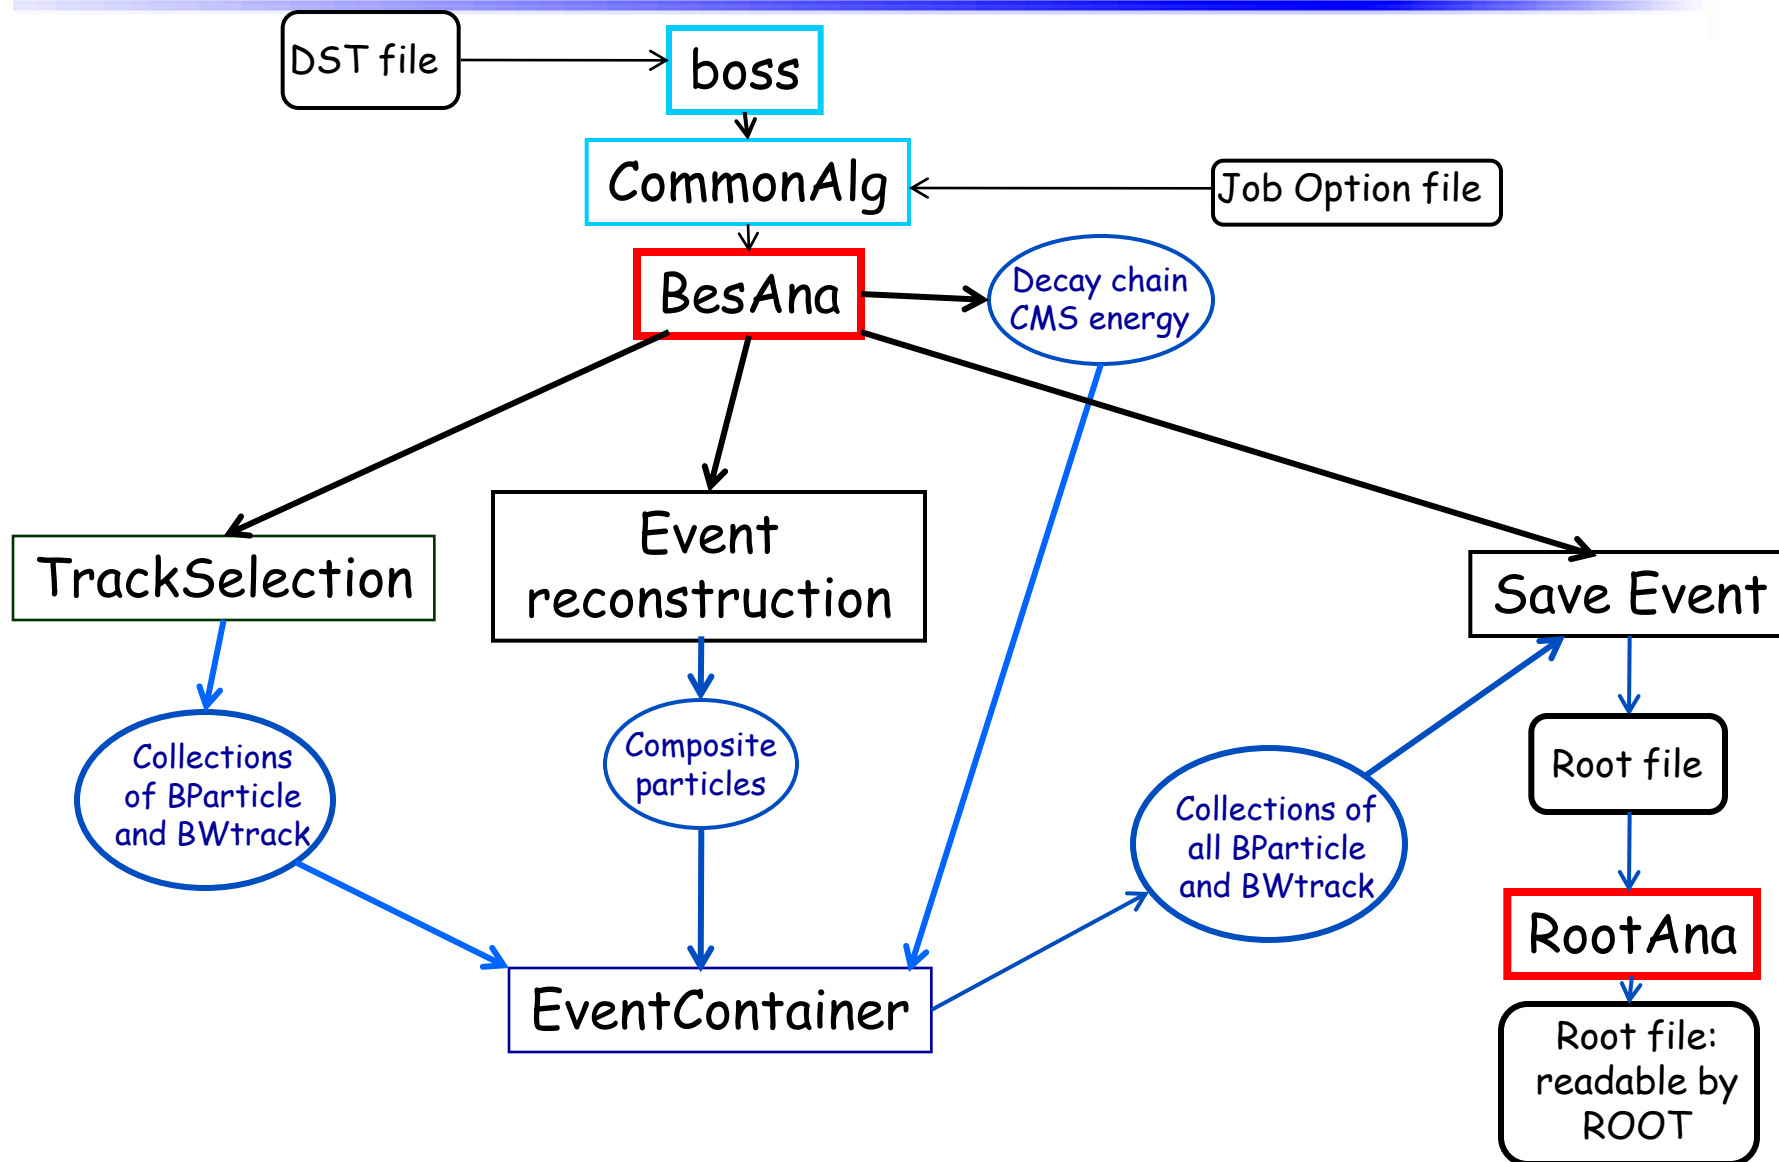 DST file
boss
CommonAlg
Job Option file
BesAna
Decay chain
CMS energy
TrackSelection
Event
reconstruction
Save Event
Collections
of BParticle
and BWtrack
Composite
particles
Collections of
all BParticle
and BWtrack
Root file
RootAna
EventContainer
Root file:
readable by
ROOT